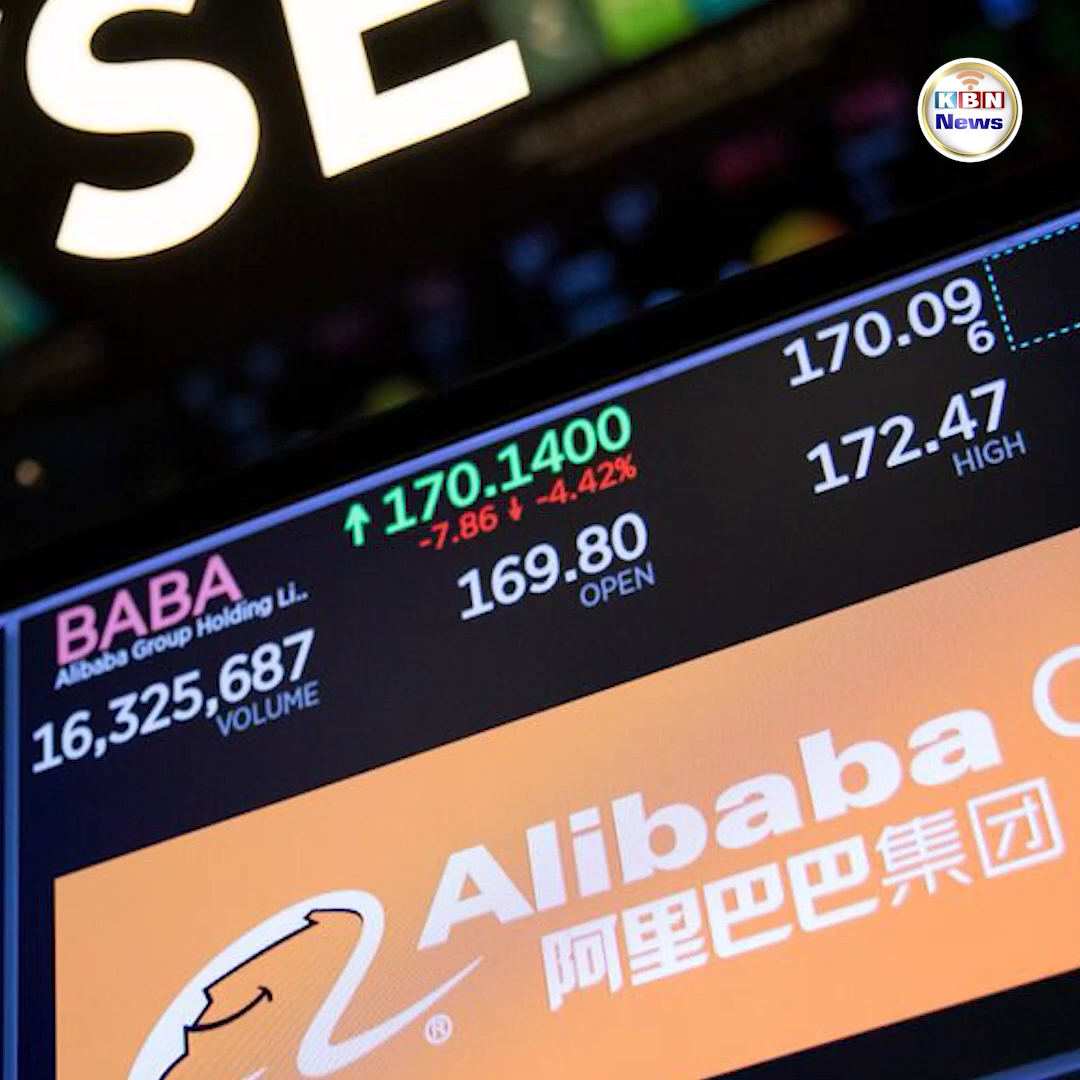 SE
KBN
News
170.09
6
↑170.1400
172.47
-7.86 ↓ -4.42%
HIGH
169.80
OPEN
BABA
Alibaba Group Holding Li..
16,325,687
VOLUME
Alibaba
阿里巴巴集团
®